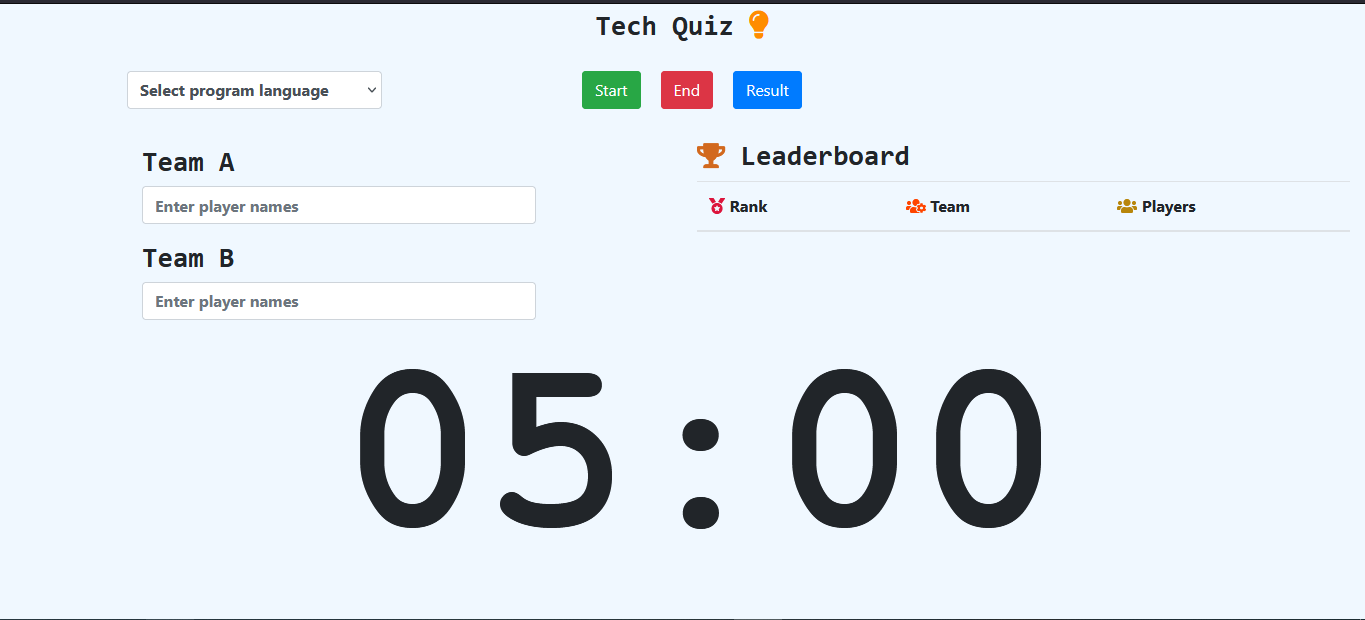 Tech Quiz
Select program language
Start End Result
Team A
Enter player names
Team B
Enter player names
Leaderboard
Rank Team Players
05:00